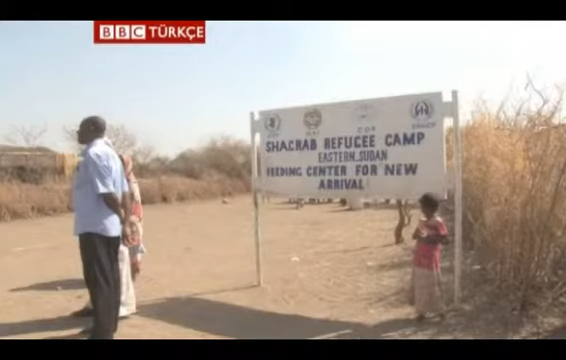 BBC TÜRKÇE
COR
SHAGRAB REFUGEE CAMP
EASTERN SUDAN
FEEDING CENTER FOR NEW
ARRIVAL